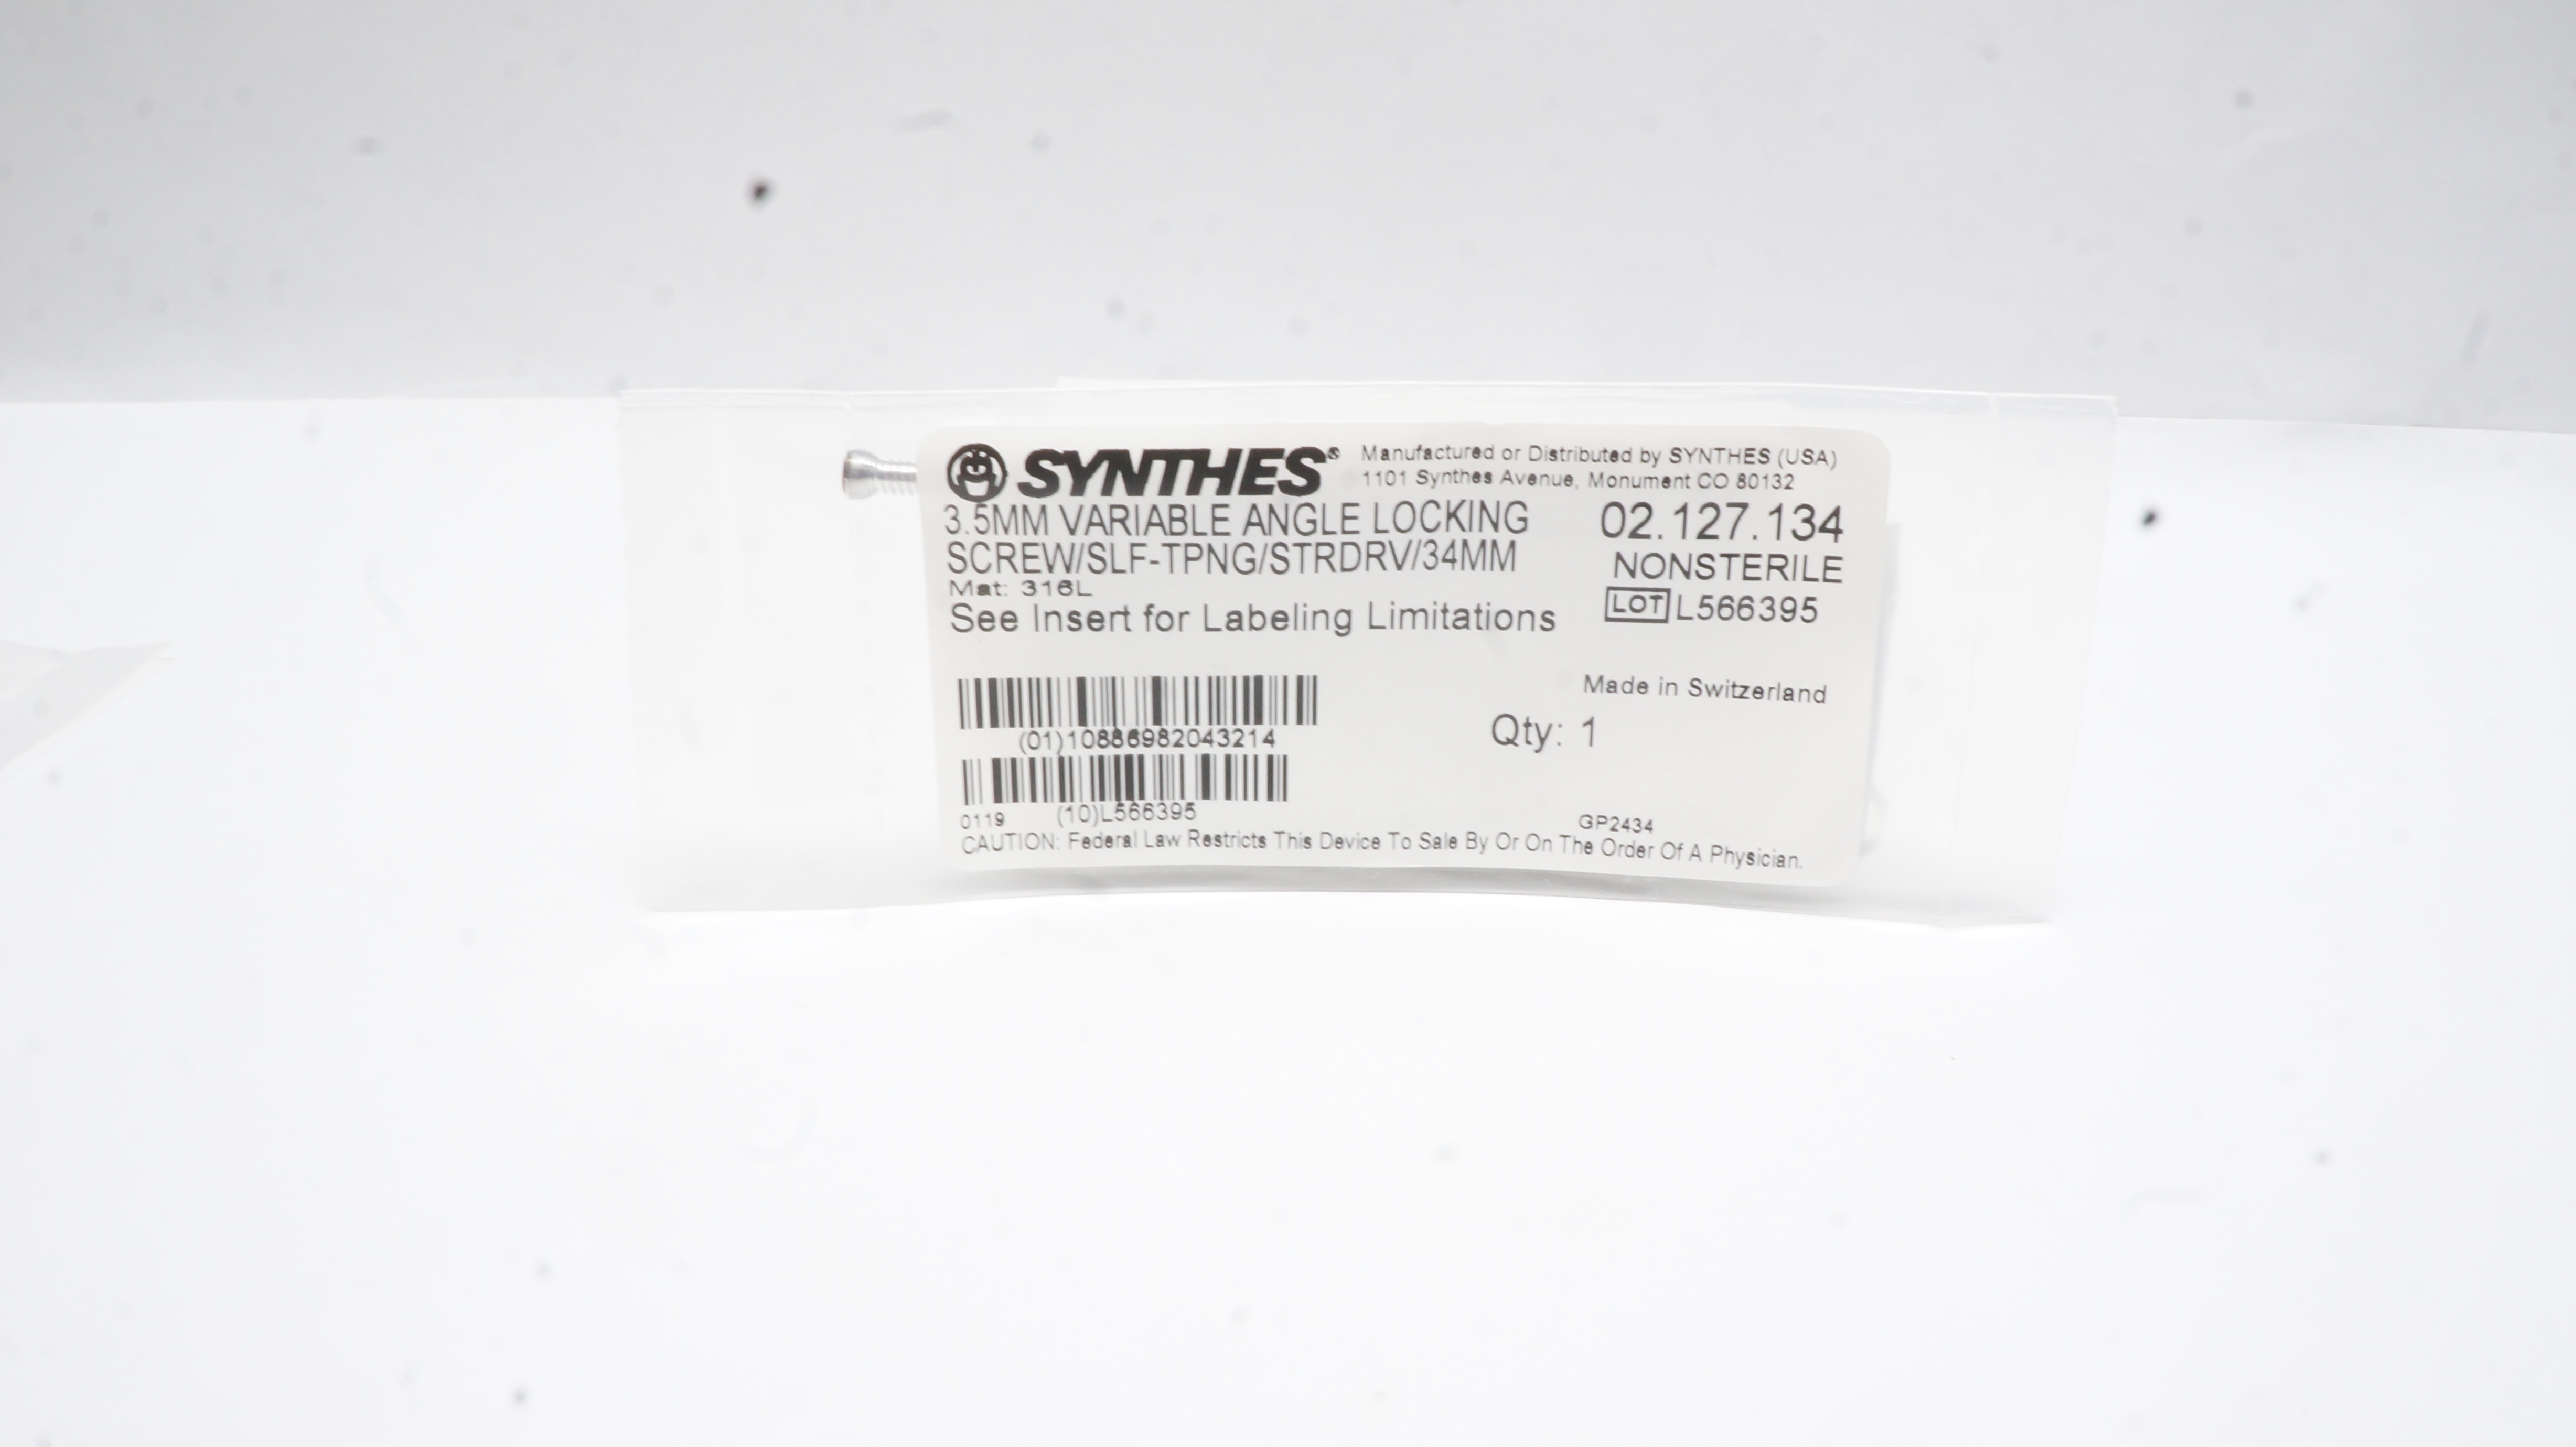 SYNTHES® Manufactured or Distributed by SYNTHES (USA)
1101 Synthes Avenue, Monument CO 80132
3.5MM VARIABLE ANGLE LOCKING
SCREW/SLF-TPNG/STRDRV/34MM
02.127.134
NONSTERILE
Mat: 316L
See Insert for Labeling Limitations
LOT L566395
Made in Switzerland
Qty: 1
(01)10886982043214
(10)L566395
0119
GP2434
CAUTION: Federal Law Restricts This Device To Sale By Or On The Order Of A Physician.